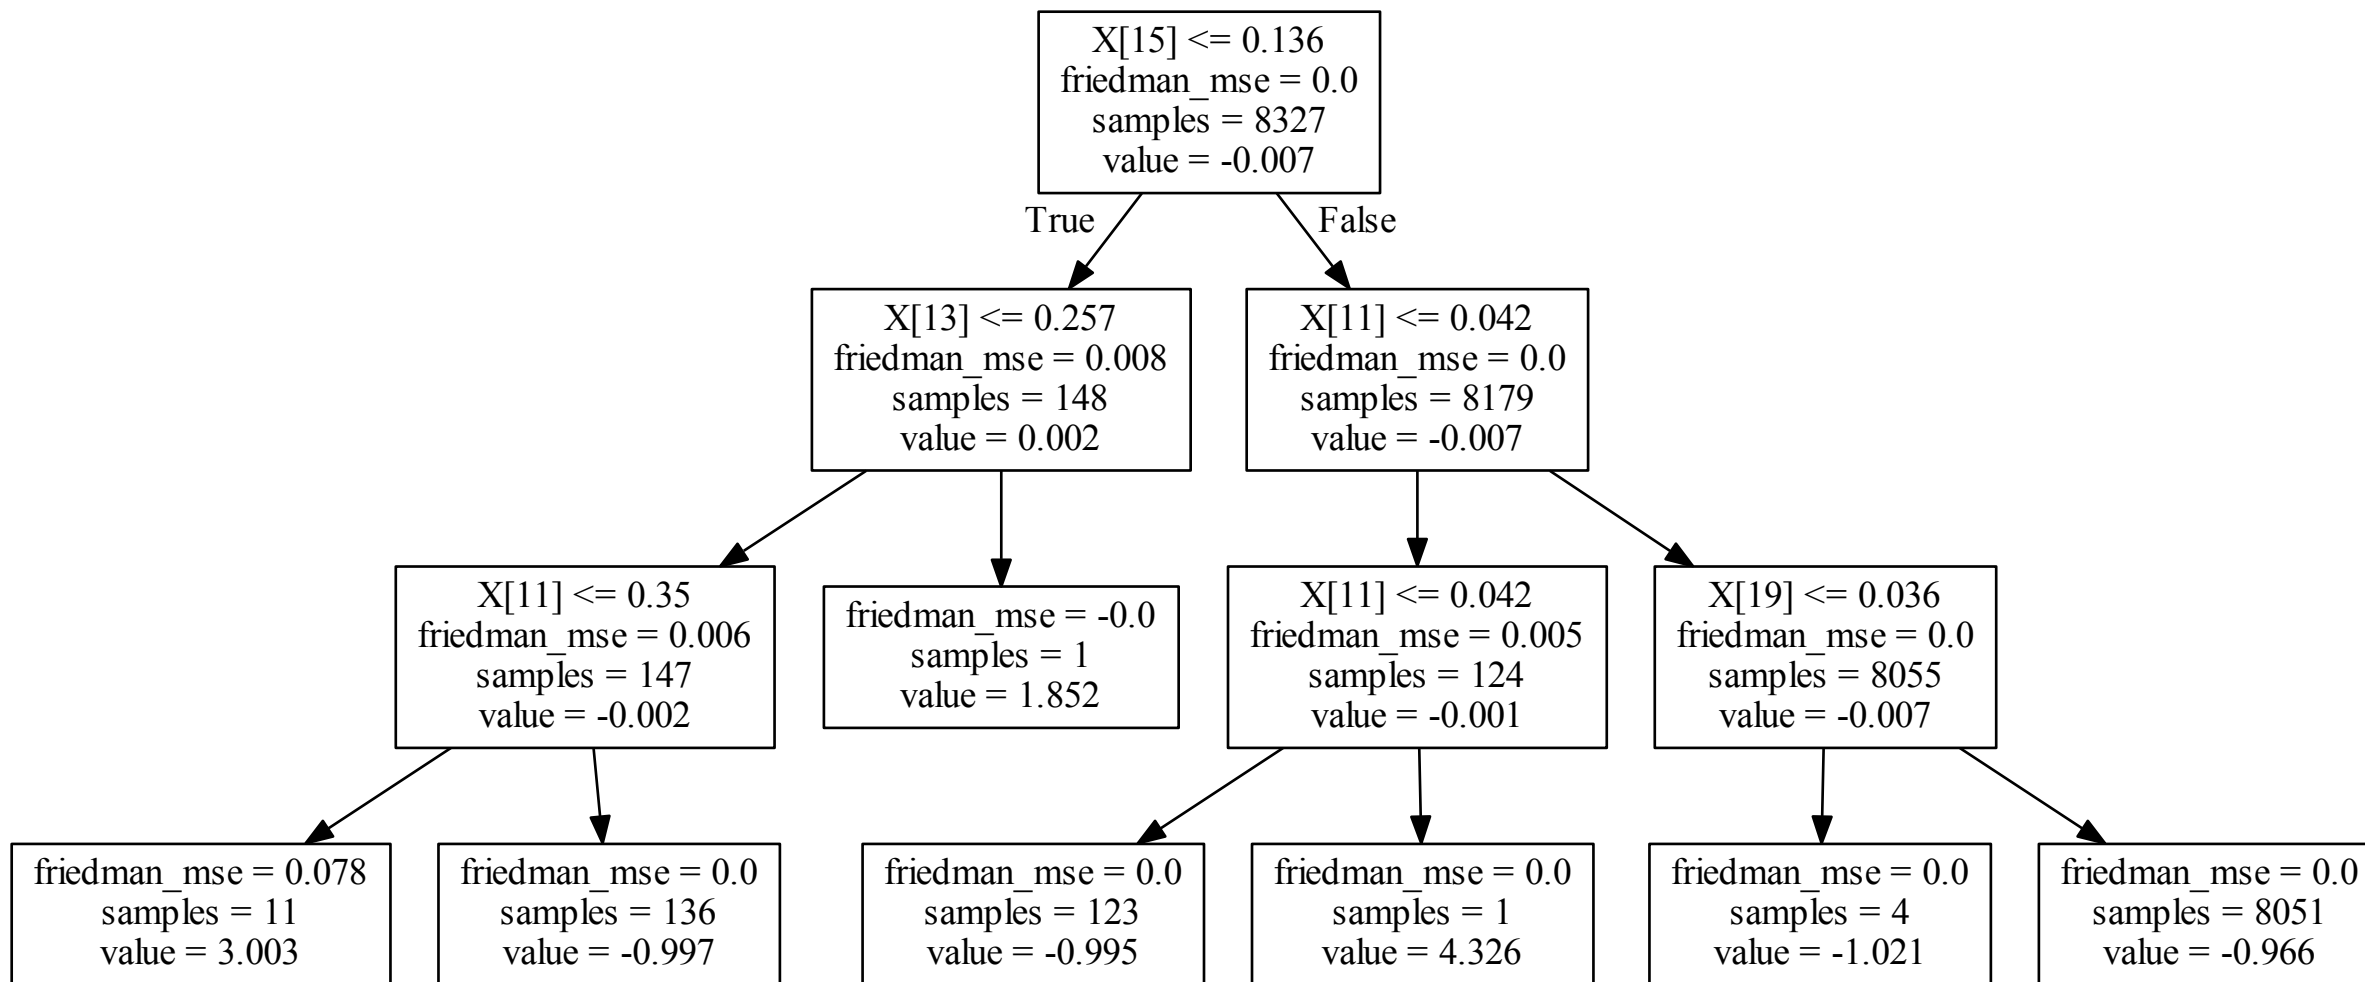 X[15] <= 0.136
friedman_mse = 0.0
samples = 8327
value = -0.007
True
False
X[13] <= 0.257
friedman_mse = 0.008
samples = 148
value = 0.002
X[11] <= 0.042
friedman_mse = 0.0
samples = 8179
value = -0.007
X[11] <= 0.35
friedman_mse = 0.006
samples = 147
value = -0.002
friedman_mse = -0.0
samples = 1
value = 1.852
X[11] <= 0.042
friedman_mse = 0.005
samples = 124
value = -0.001
X[19] <= 0.036
friedman_mse = 0.0
samples = 8055
value = -0.007
friedman_mse = 0.078
samples = 11
value = 3.003
friedman_mse = 0.0
samples = 136
value = -0.997
friedman_mse = 0.0
samples = 123
value = -0.995
friedman_mse = 0.0
samples = 1
value = 4.326
friedman_mse = 0.0
samples = 4
value = -1.021
friedman_mse = 0.0
samples = 8051
value = -0.966